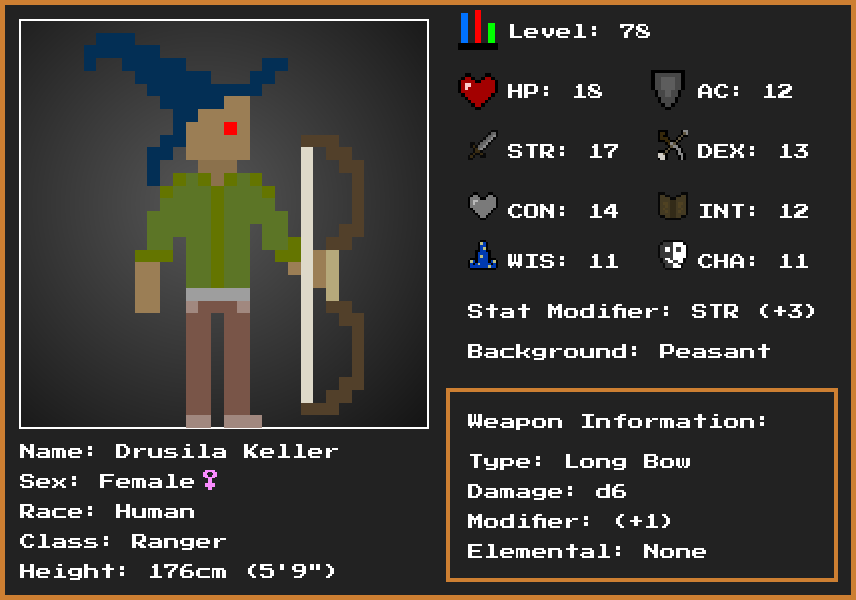 Level: 78
HP: 18
AC: 12
STR: 17
DEX: 13
CON: 14
INT: 12
WIS: 11
CHA: 11
Stat Modifier: STR (+3)
Background: Peasant
Weapon Information:
Type: Long Bow
Damage: d6
Modifier: (+1)
Elemental: None
Name: Drusila Keller
Sex: Female♀
Race: Human
Class: Ranger
Height: 176cm (5'9")